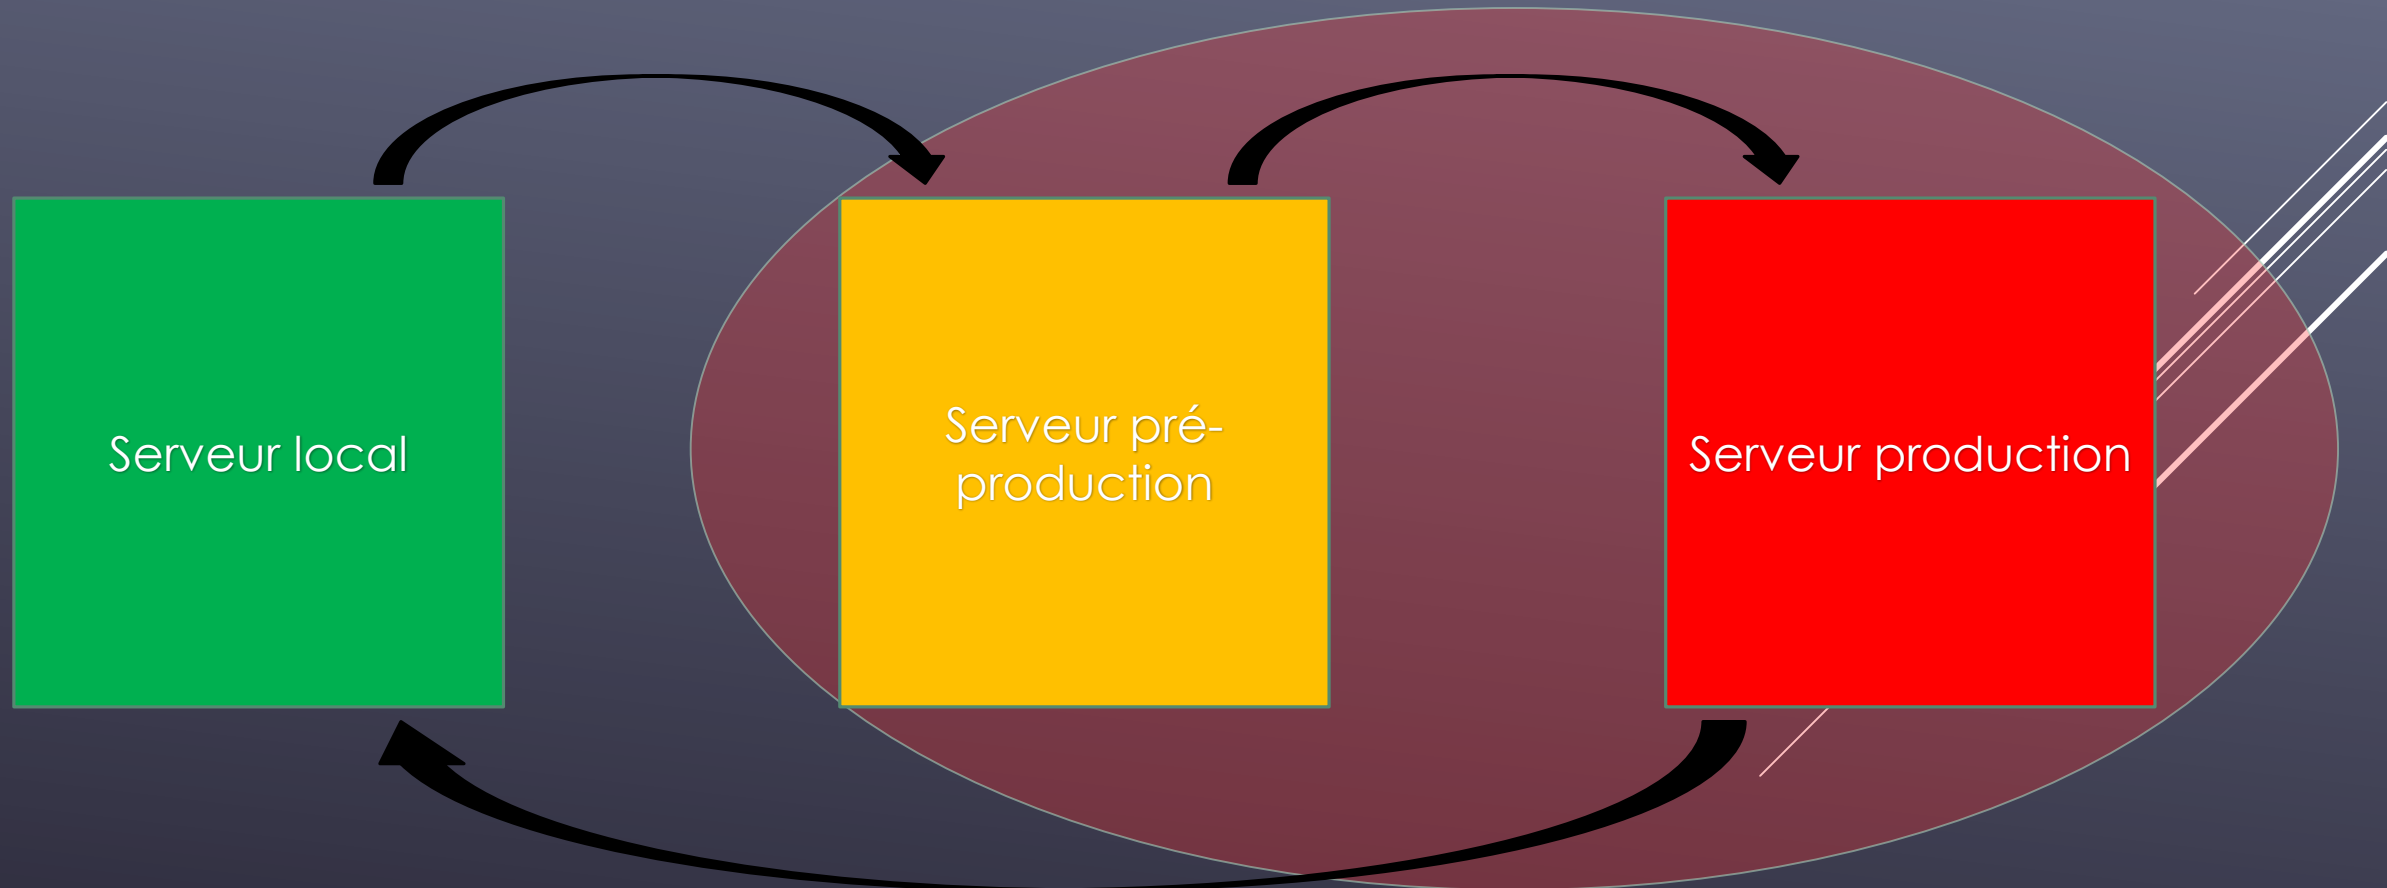 Serveur local
Serveur pré-
production
Serveur production